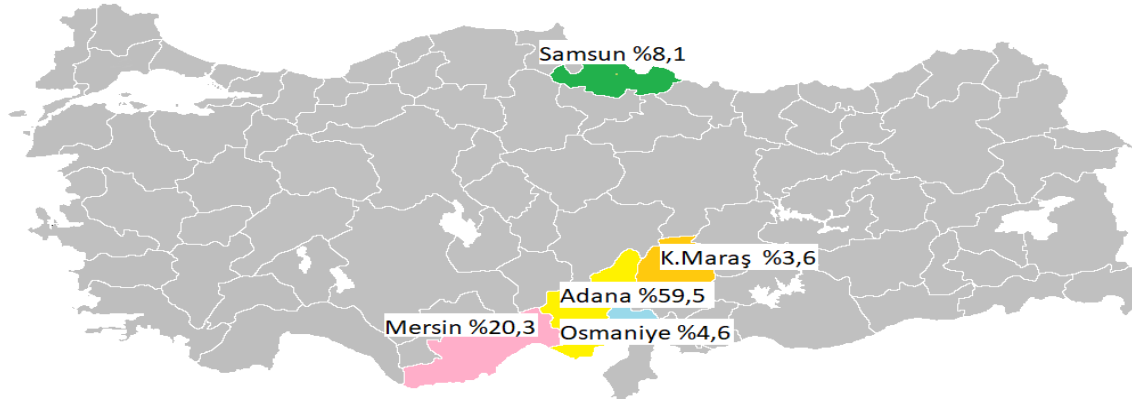 Samsun %8,1
K.Maraş %3,6
Adana %59,5
Mersin %20,3
Osmaniye %4,6